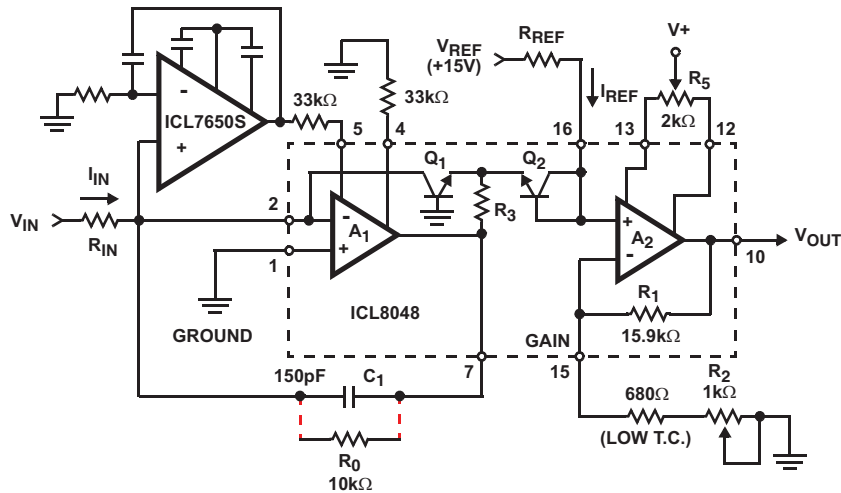 V+
VREF
(+15V)
RREF
R5
-
ICL7650S
+
33kΩ
33kΩ
IREF
2kΩ
5
4
16
13
12
Q1
Q2
IIN
VIN
RIN
2
-
A1
+
R3
+
A2
-
VOUT
10
1
ICL8048
R1
15.9kΩ
GROUND
GAIN
7
15
150pF
C1
R0
10kΩ
680Ω
(LOW T.C.)
R2
1kΩ